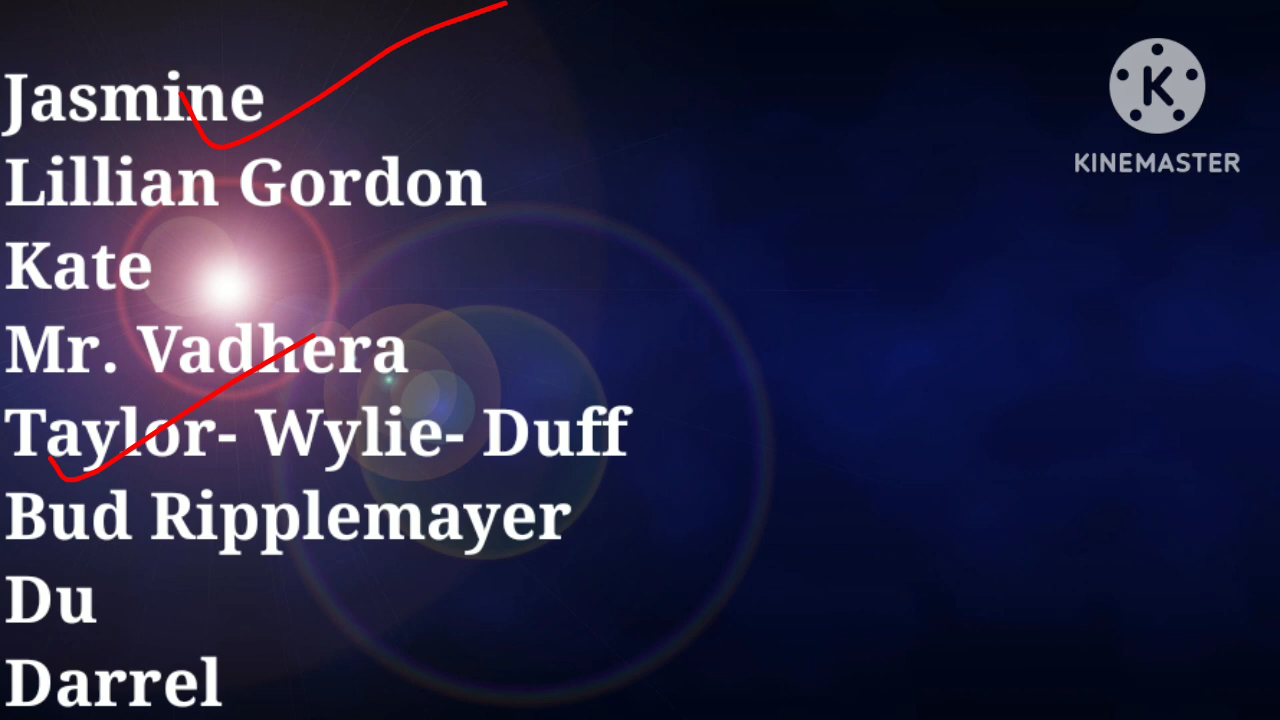 Jasmine
Lillian Gordon
Kate
Mr. Vadhera
Taylor- Wylie- Duff
Bud Ripplemayer
Du
Darrel
K
KINEMASTER